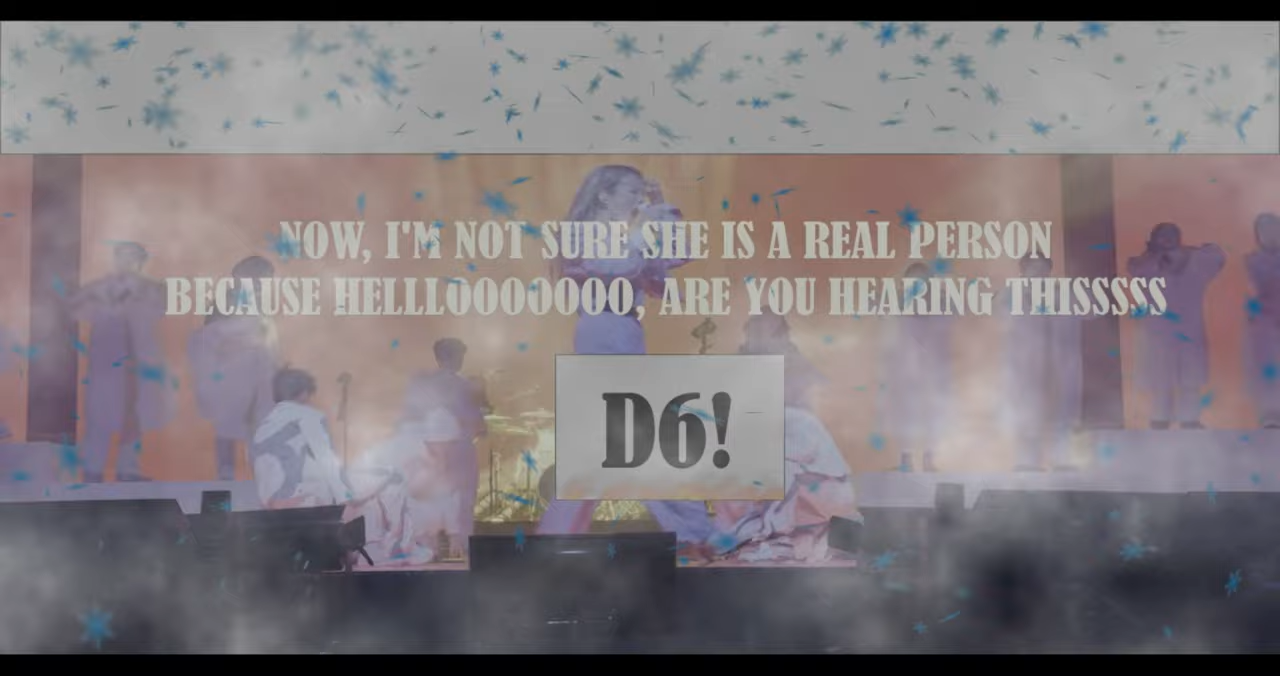 NOW, I'M NOT SURE SHE IS A REAL PERSON
BECAUSE HELLLOOOOOOO, ARE YOU HEARING THISSSSS
D6!